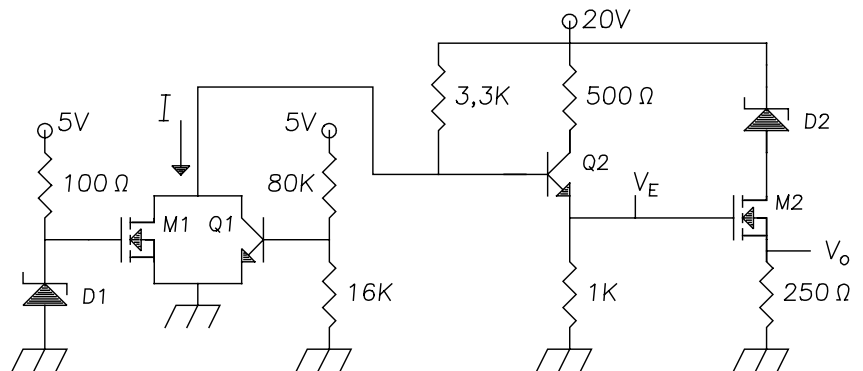 20V
I
5V
5V
3,3K
500 Ω
D2
100 Ω
80K
Q2
V_E
M1
Q1
M2
V_o
D1
16K
1K
250 Ω